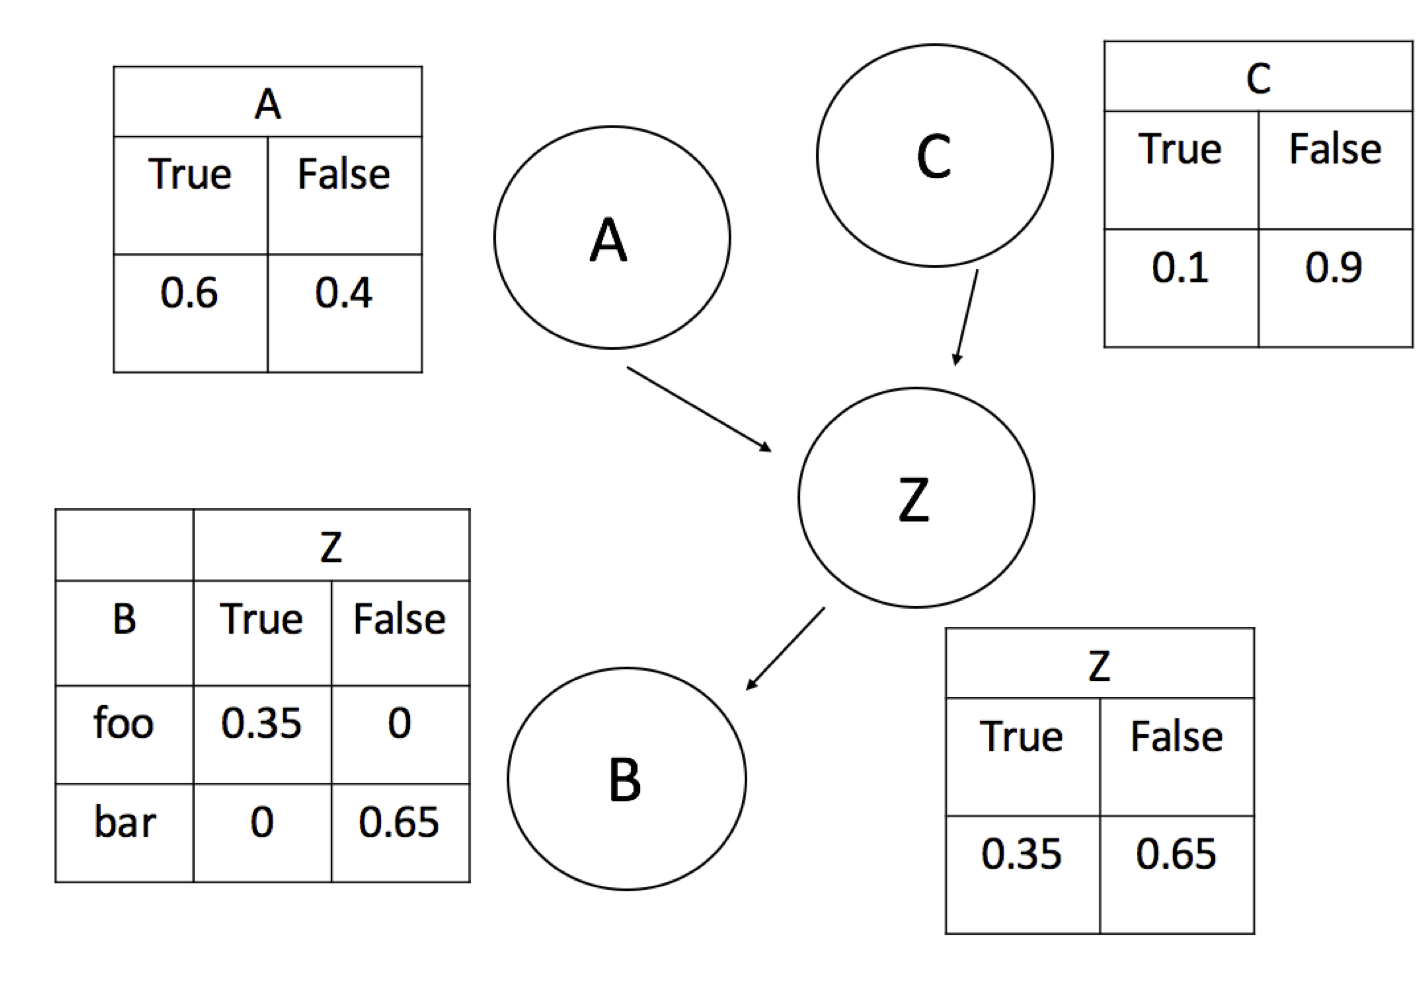 A
True False
0.6 0.4
A
C
C
True False
0.1 0.9
Z
Z
B True False
foo 0.35 0
bar 0 0.65
B
Z
True False
0.35 0.65